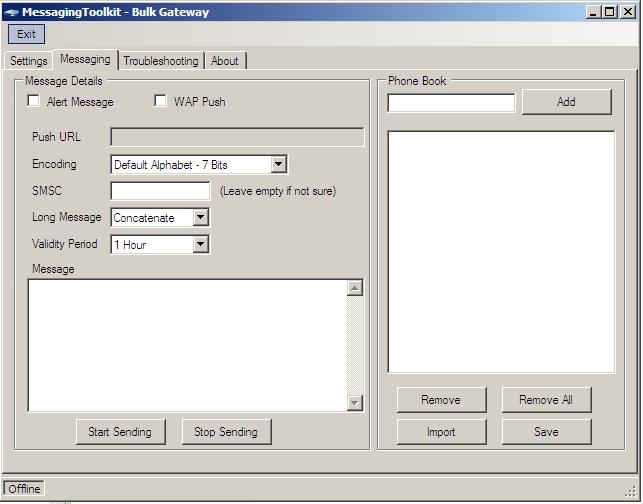 MessagingToolkit - Bulk Gateway
Exit
Settings Messaging Troubleshooting About
Message Details
Alert Message WAP Push
Push URL
Encoding Default Alphabet - 7 Bits
SMSC (Leave empty if not sure)
Long Message Concatenate
Validity Period 1 Hour
Message
Start Sending Stop Sending
Phone Book
Add
Remove Remove All
Import Save
Offline